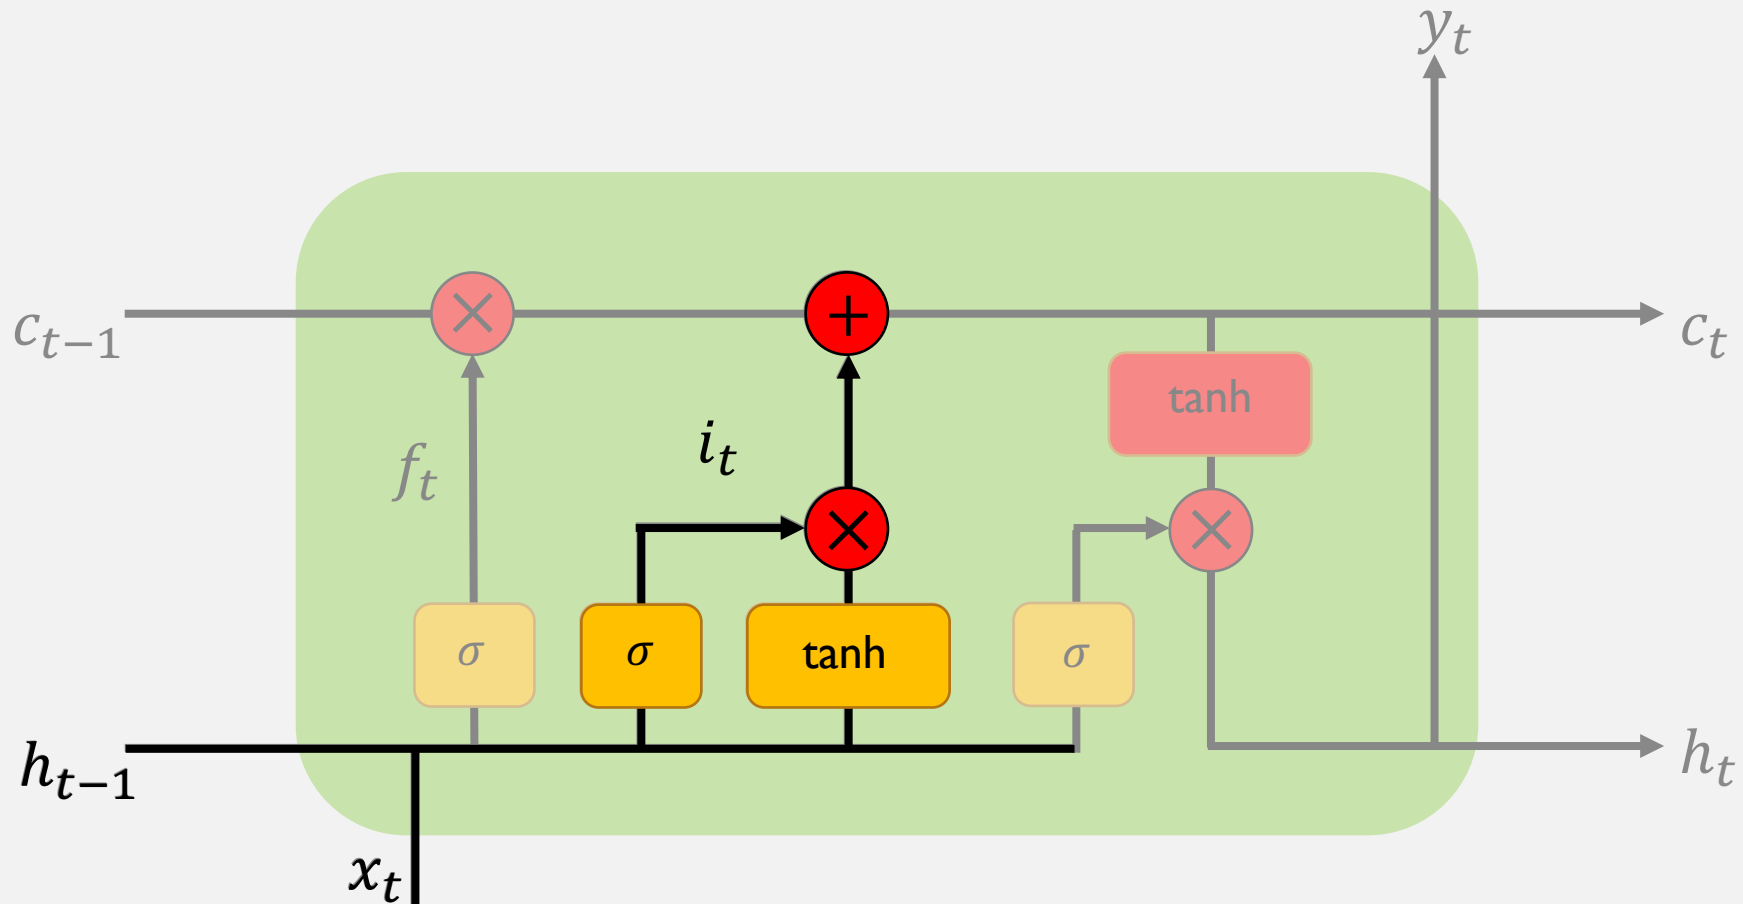 y_t
×
+
c_{t-1}
c_t
tanh
f_t
i_t
×
×
σ
σ
tanh
σ
h_{t-1}
h_t
x_t